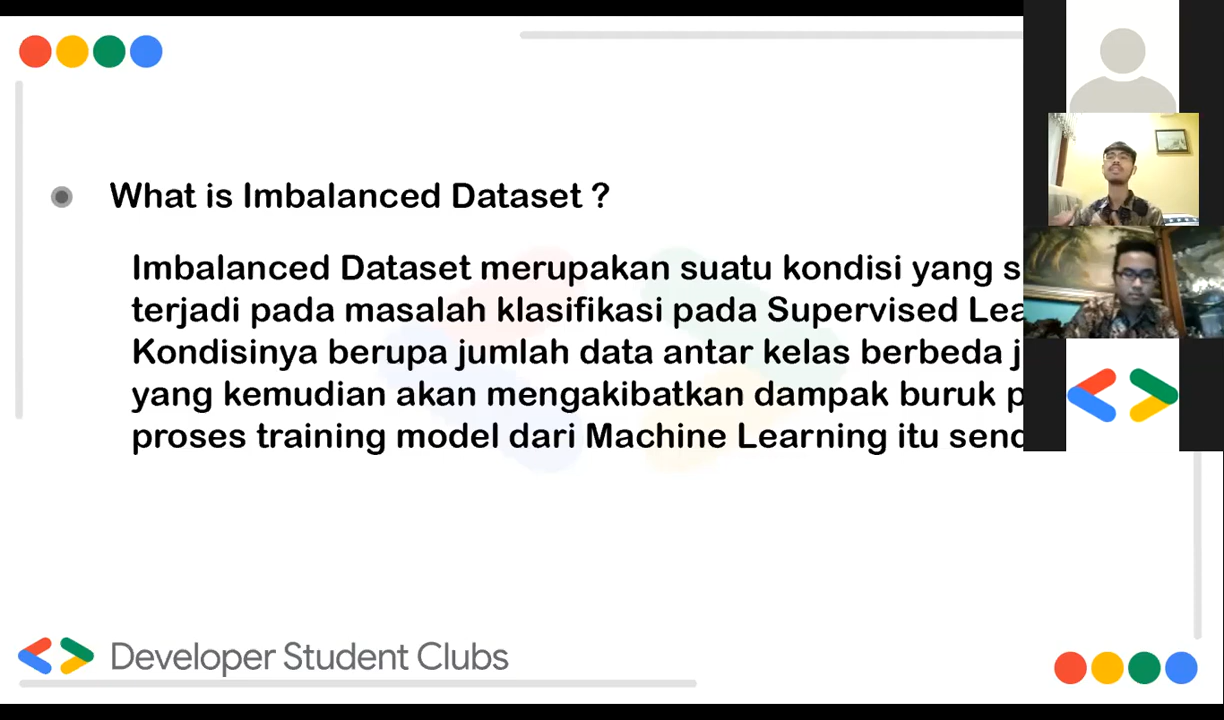 What is Imbalanced Dataset ?
Imbalanced Dataset merupakan suatu kondisi yang
terjadi pada masalah klasifikasi pada Supervised
Kondisinya berupa jumlah data antar kelas berbeda
yang kemudian akan mengakibatkan dampak buruk
proses training model dari Machine Learning itu
Developer Student Clubs